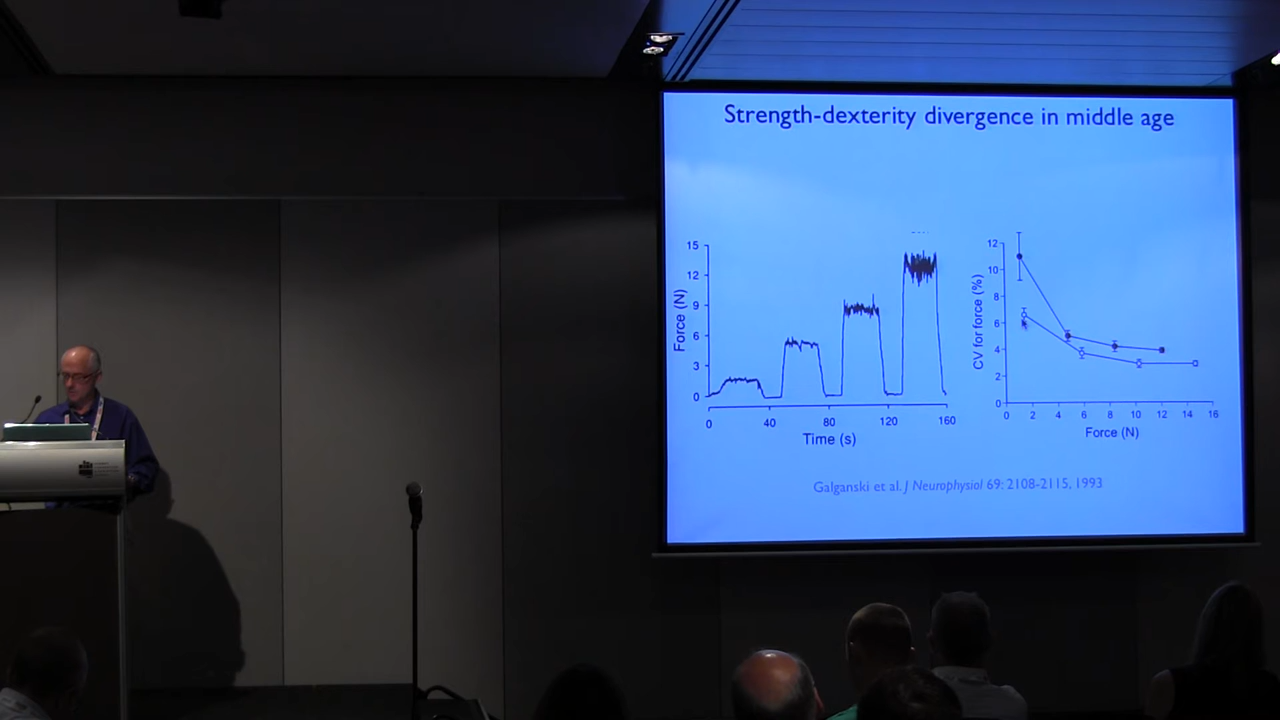 Strength-dexterity divergence in middle age
15
12
9
6
3
0
Force (N)
0 40 80 120 160
Time (s)
12
10
8
6
4
2
0
CV for force (%)
0 2 4 6 8 10 12 14 16
Force (N)
Galganski et al. J Neurophysiol 69: 2108-2115, 1993